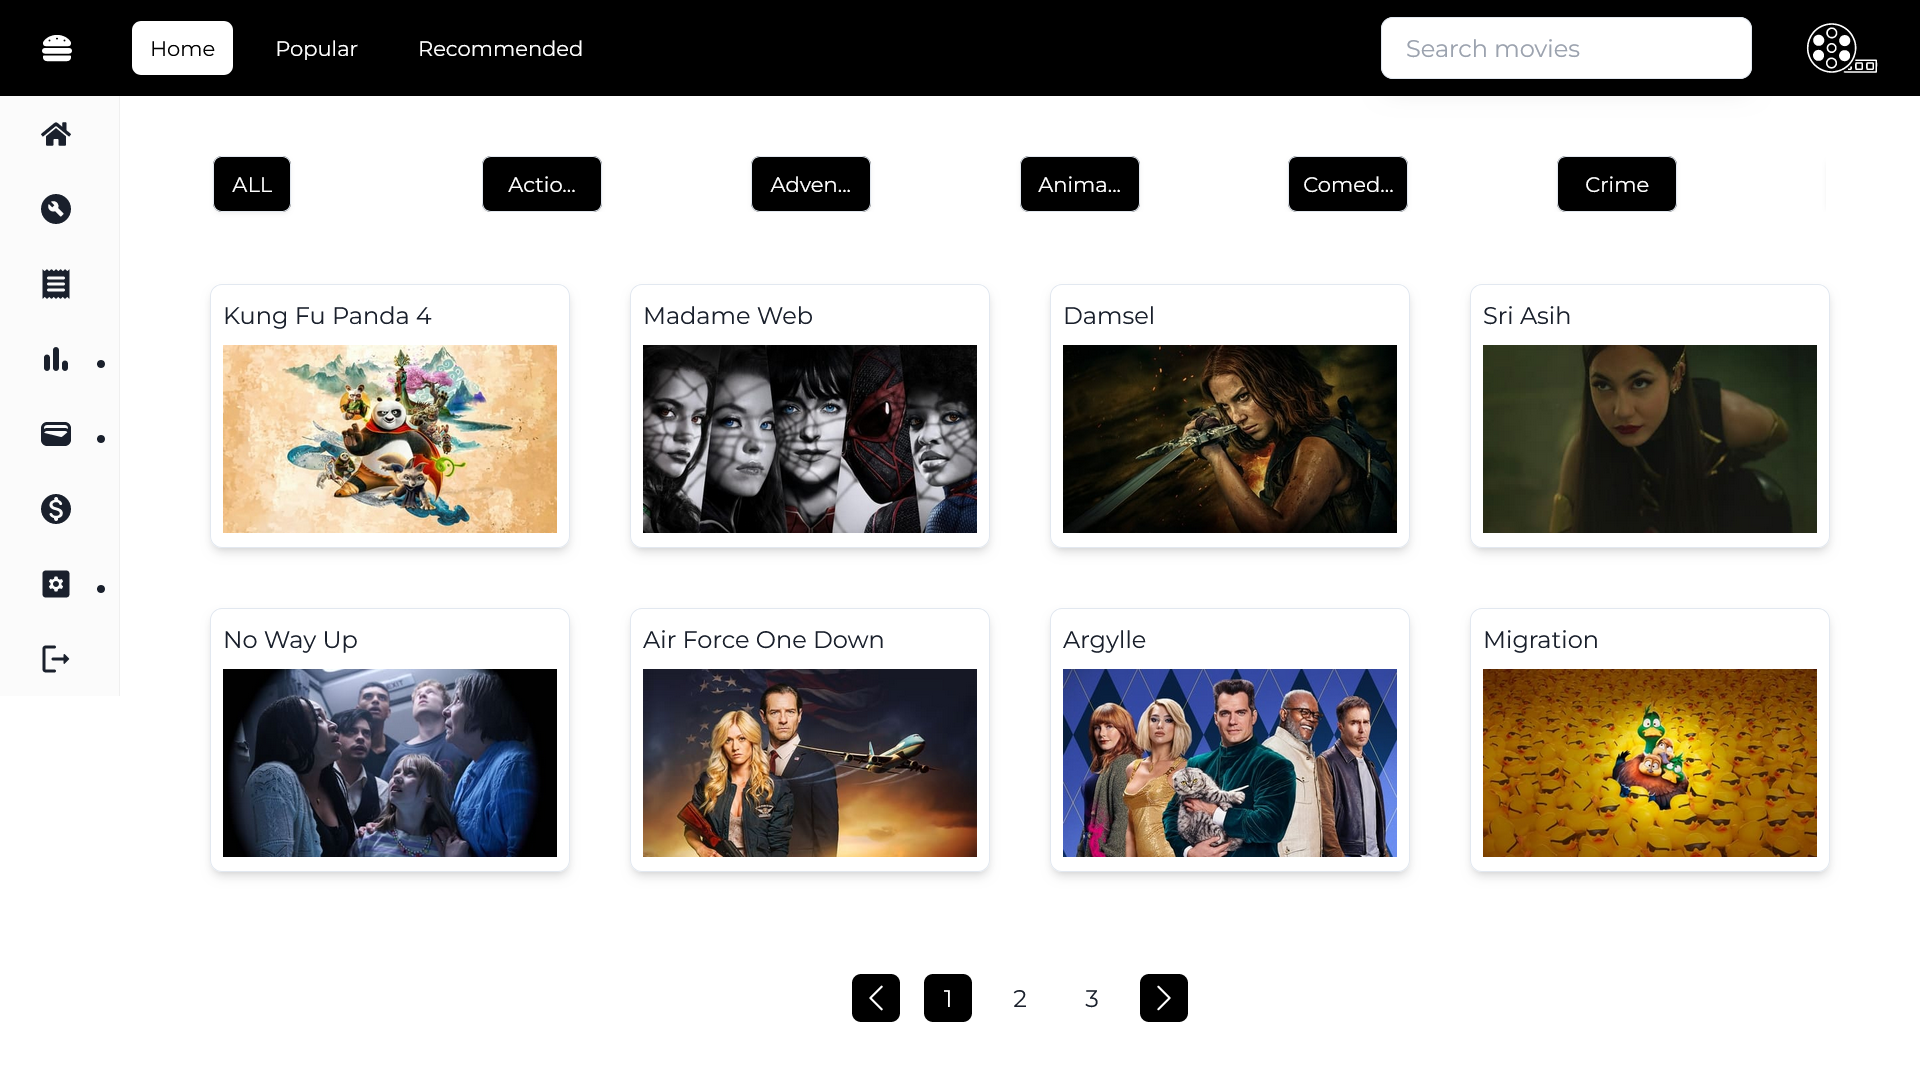 Home
Popular
Recommended
Search movies
ALL
Actio...
Adven...
Anima...
Comed...
Crime
Kung Fu Panda 4
Madame Web
Damsel
Sri Asih
No Way Up
Air Force One Down
Argylle
Migration
EXIT
1
2
3